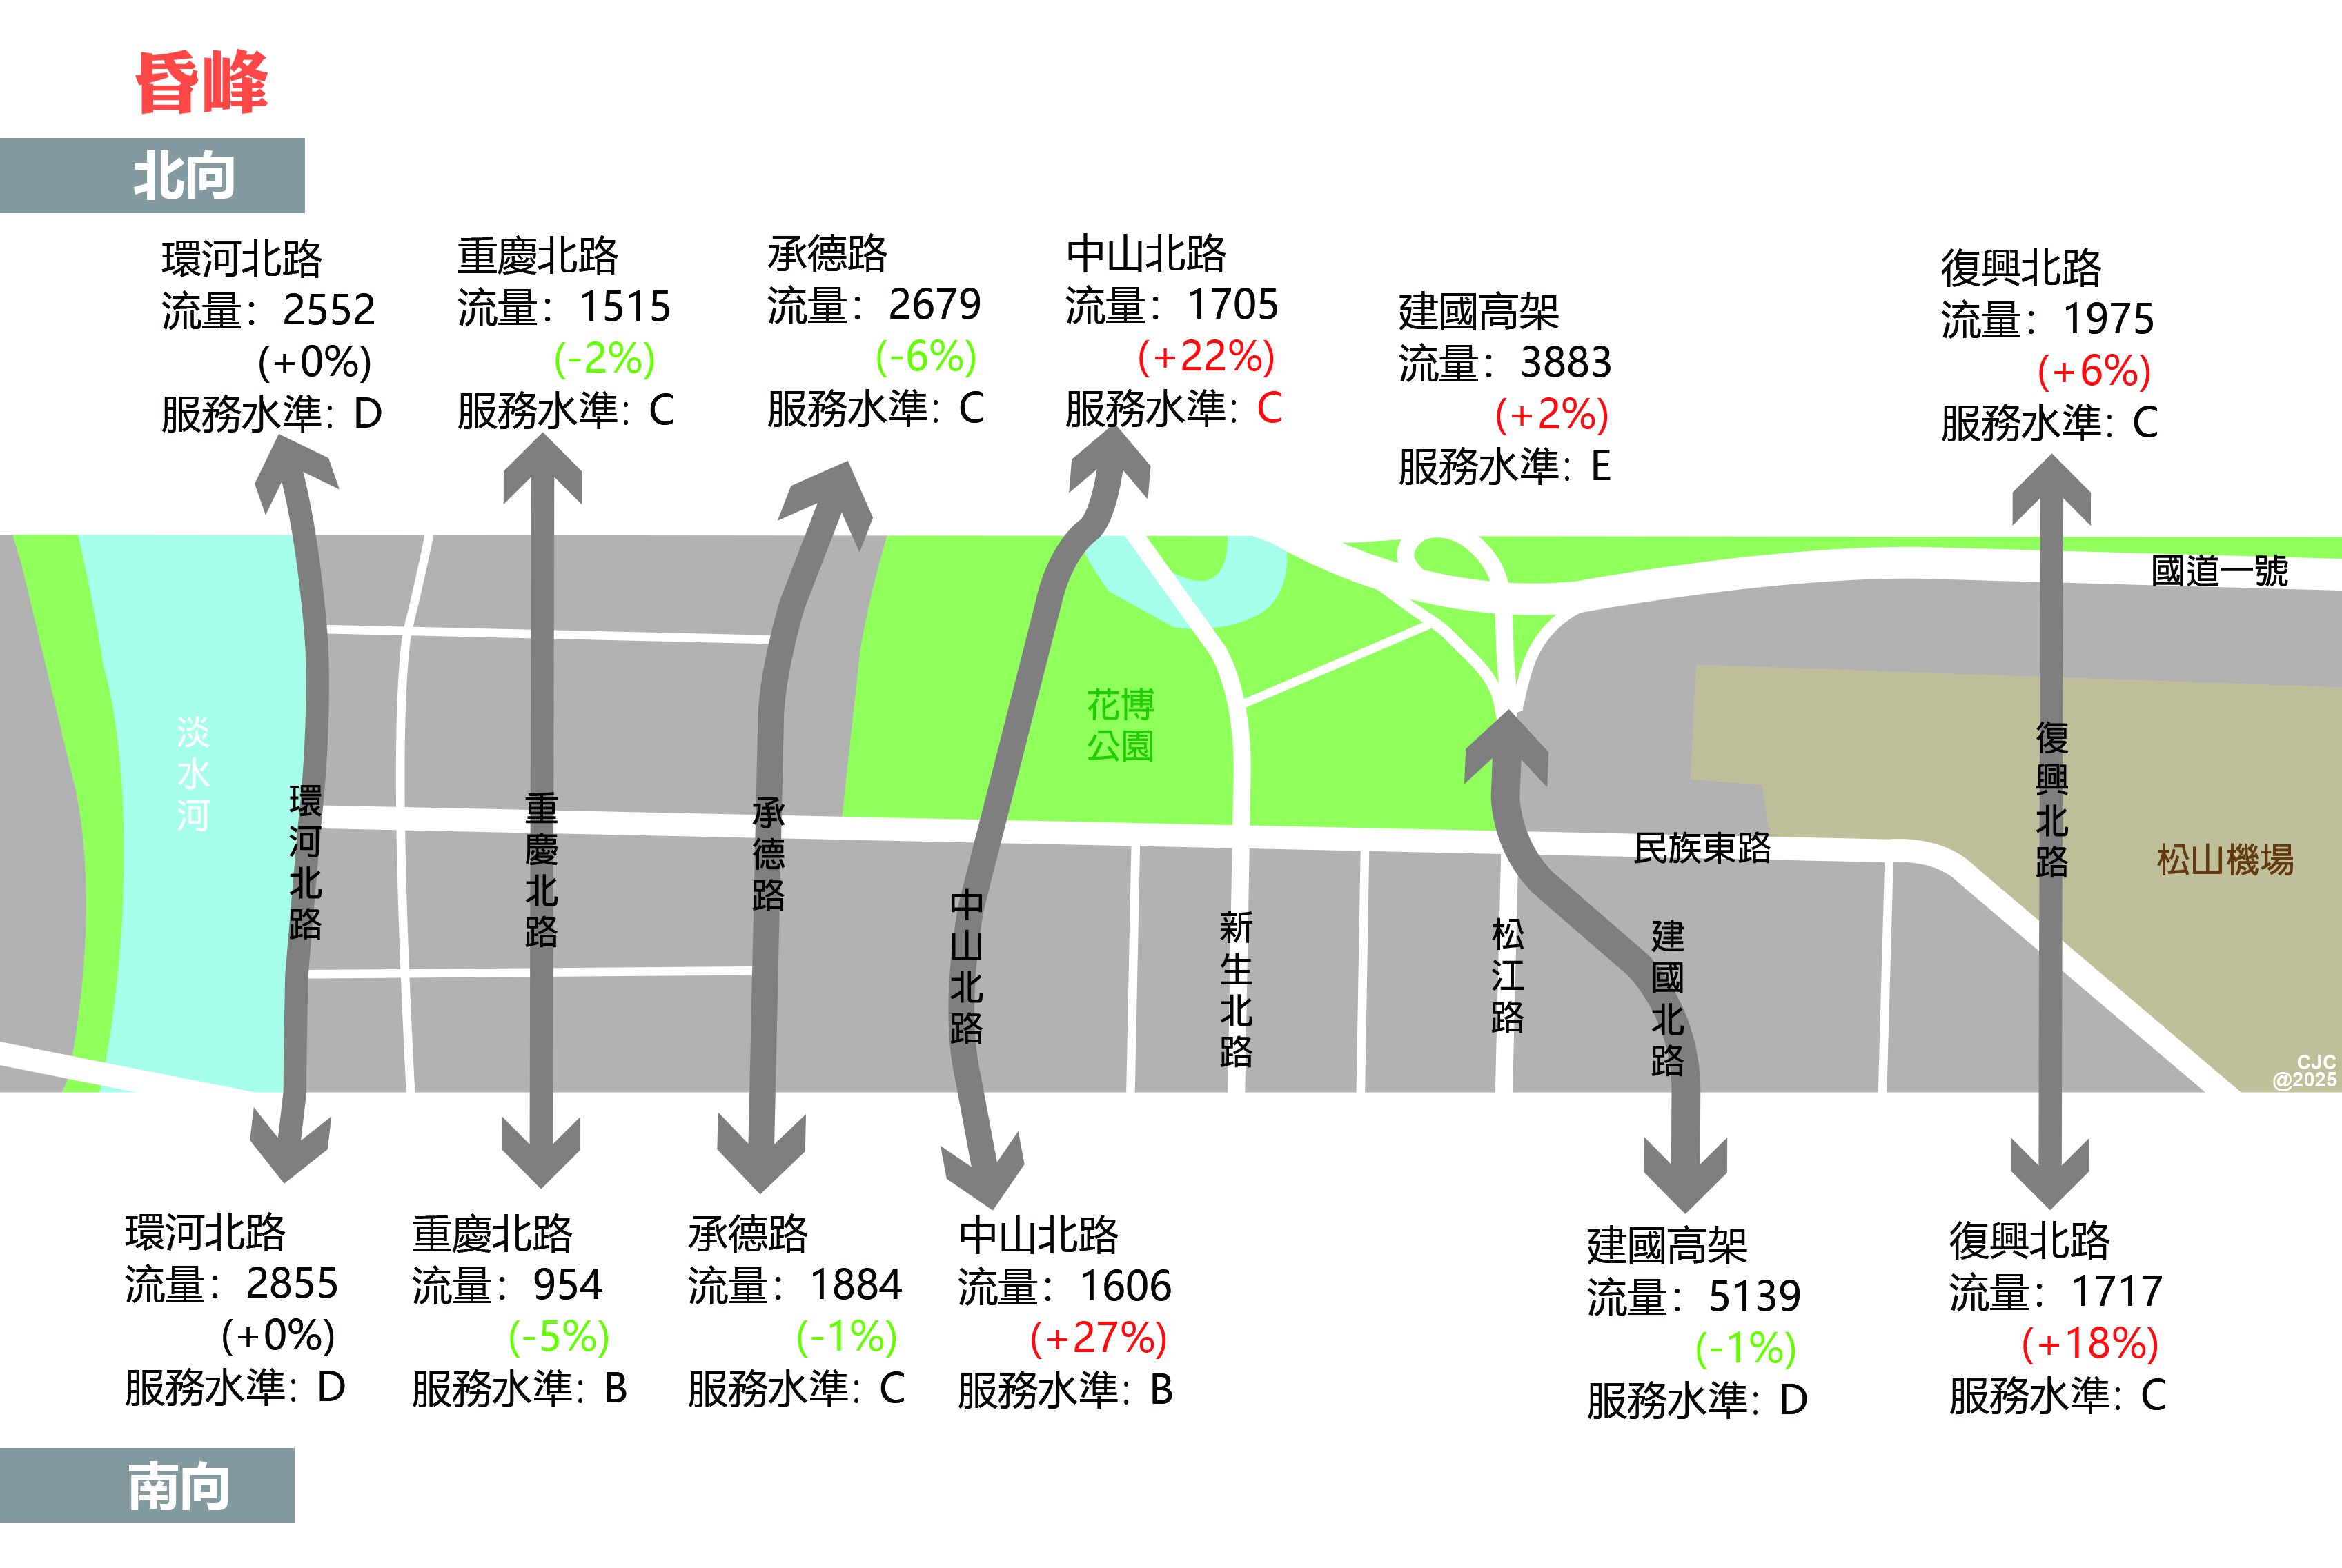 昏峰
北向
環河北路
流量：2552
(+0%)
服務水準：D
重慶北路
流量：1515
(-2%)
服務水準：C
承德路
流量：2679
(-6%)
服務水準：C
中山北路
流量：1705
(+22%)
服務水準：C
建國高架
流量：3883
(+2%)
服務水準：E
復興北路
流量：1975
(+6%)
服務水準：C
國道一號
淡水河
環河北路
重慶北路
承德路
花博
公園
中山北路
新生北路
松江路
民族東路
建國北路
復興北路
松山機場
CJC
@2025
環河北路
流量：2855
(+0%)
服務水準：D
重慶北路
流量：954
(-5%)
服務水準：B
承德路
流量：1884
(-1%)
服務水準：C
中山北路
流量：1606
(+27%)
服務水準：B
建國高架
流量：5139
(-1%)
服務水準：D
復興北路
流量：1717
(+18%)
服務水準：C
南向